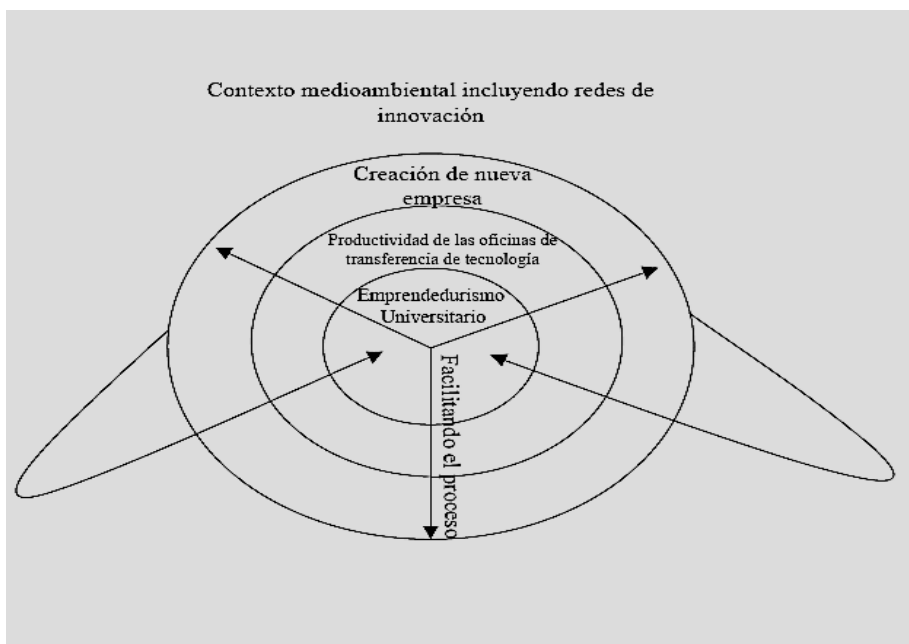 Contexto medioambiental incluyendo redes de
innovación
Creación de nueva
empresa
Productividad de las oficinas de
transferencia de tecnología
Emprendedurismo
Universitario
Facilitando el proceso